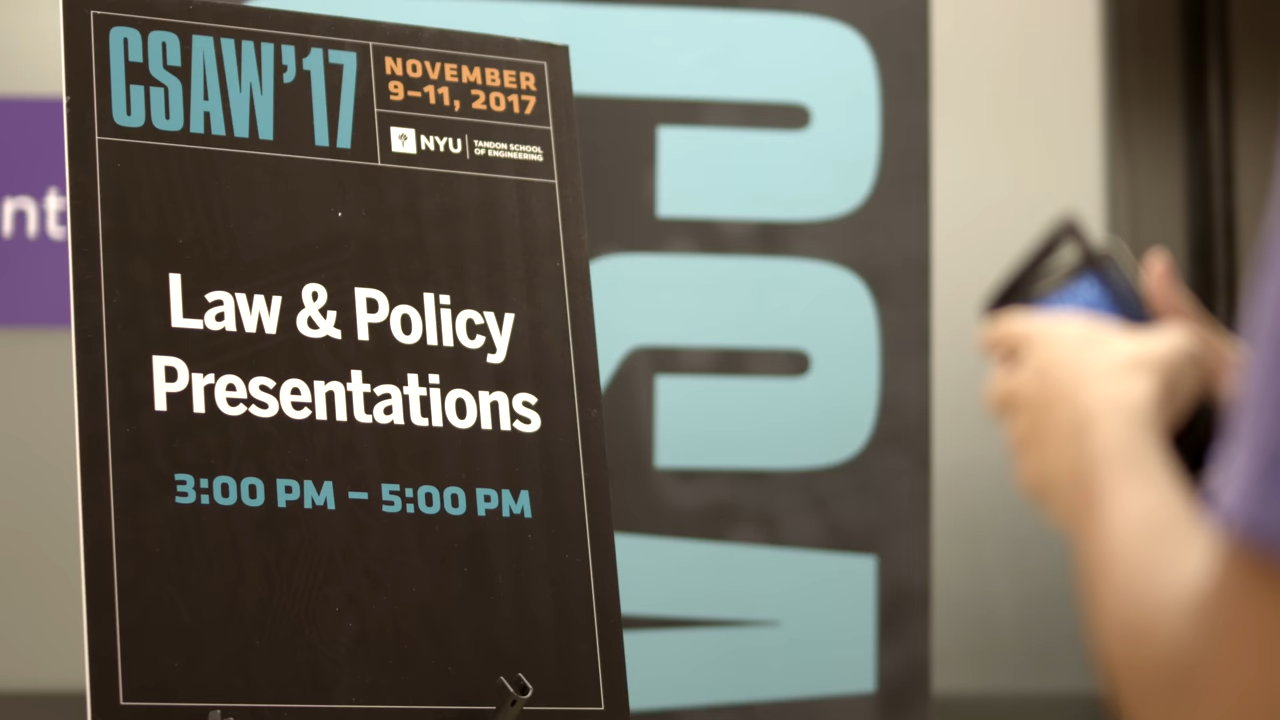 CSAW'17
NOVEMBER
9–11, 2017
NYU
TANDON SCHOOL
OF ENGINEERING
Law & Policy
Presentations
3:00 PM – 5:00 PM
nt